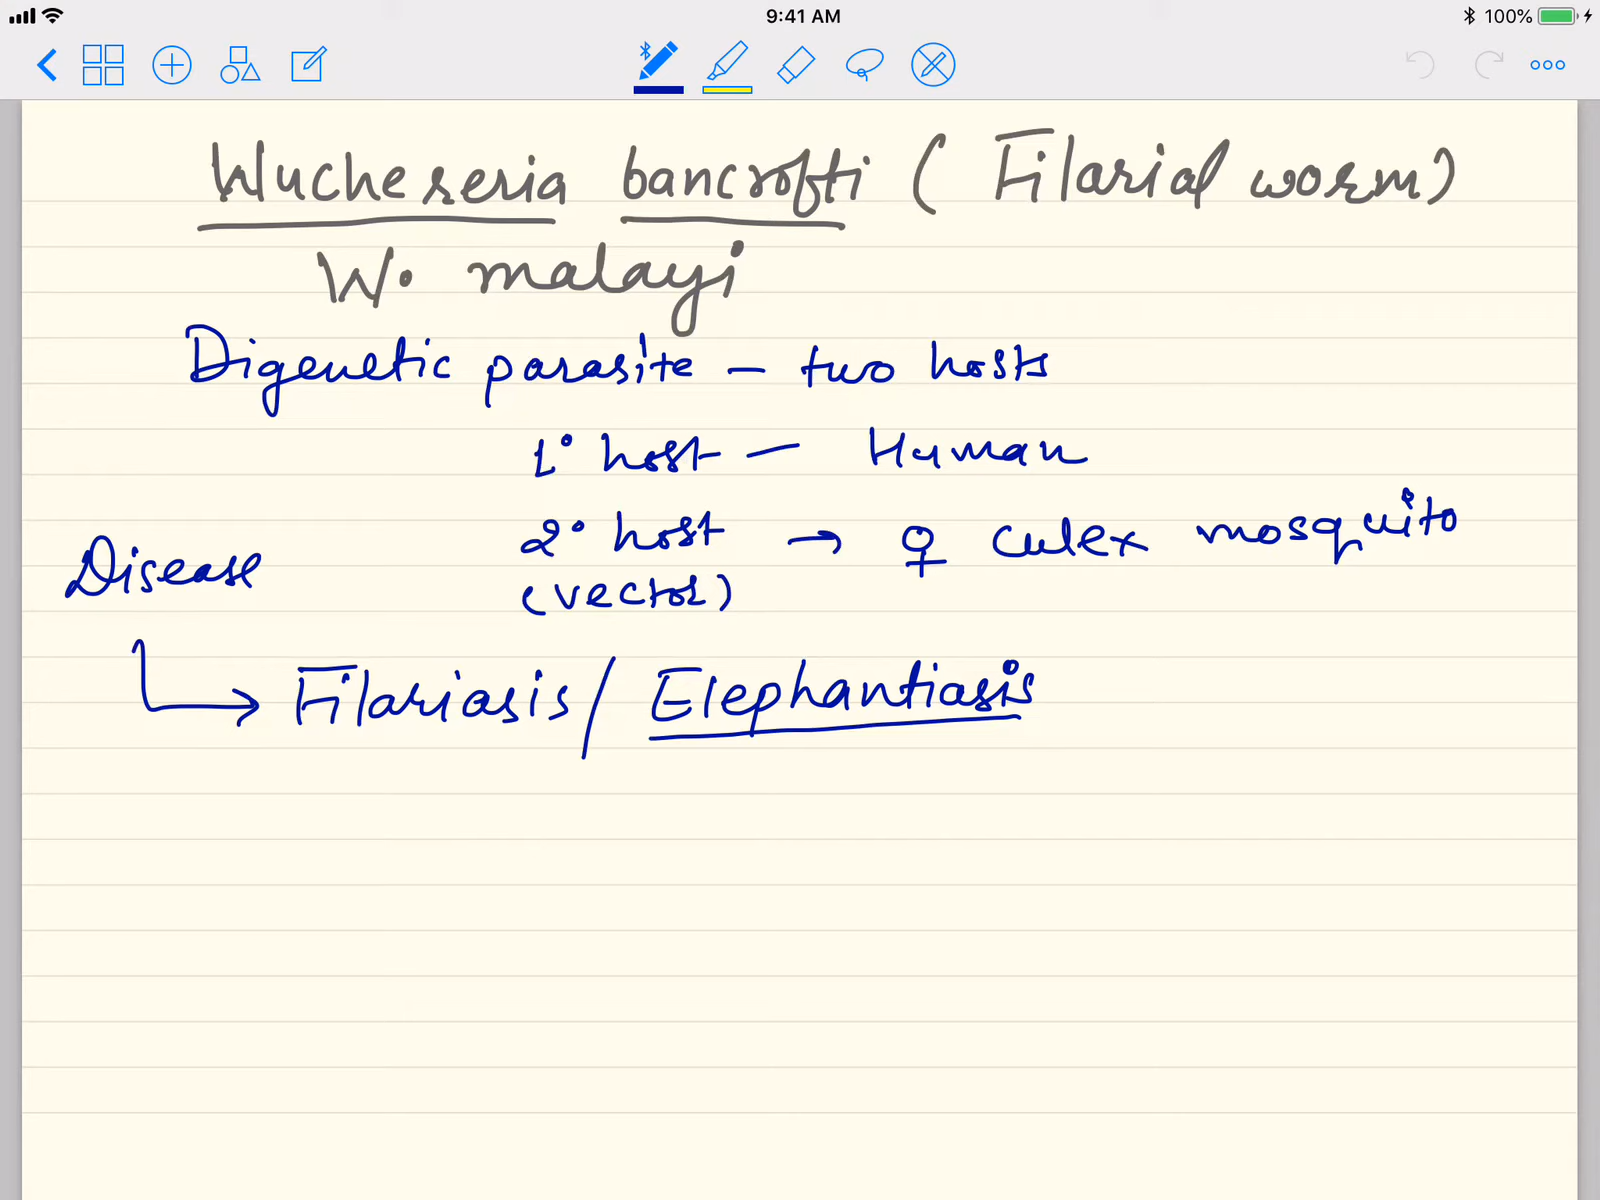 9:41 AM
100%
Wuchereria bancrofti ( Filarial worm)
W. malayi
Digenetic parasite – two hosts
1° host – Human
2° host → ♀ culex mosquito
(vector)
Disease
↳ Filariasis / Elephantiasis